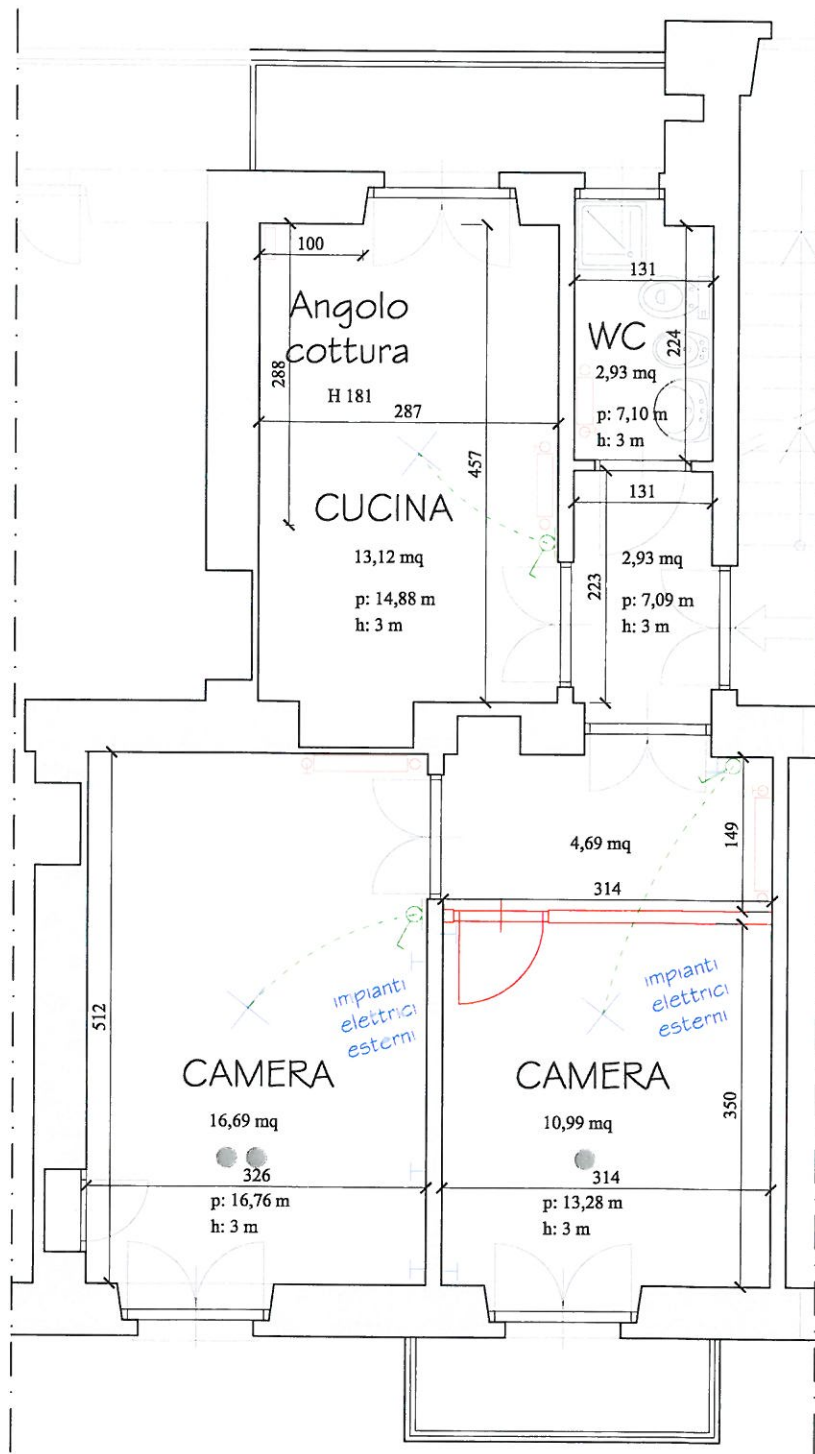 100
Angolo
cottura
288
H 181
287
457
CUCINA
13,12 mq
p: 14,88 m
h: 3 m
131
WC
224
2,93 mq
p: 7,10 m
h: 3 m
131
223
2,93 mq
p: 7,09 m
h: 3 m
4,69 mq
149
314
512
impianti
elettrici
esterni
CAMERA
16,69 mq
326
p: 16,76 m
h: 3 m
impianti
elettrici
esterni
CAMERA
350
10,99 mq
314
p: 13,28 m
h: 3 m